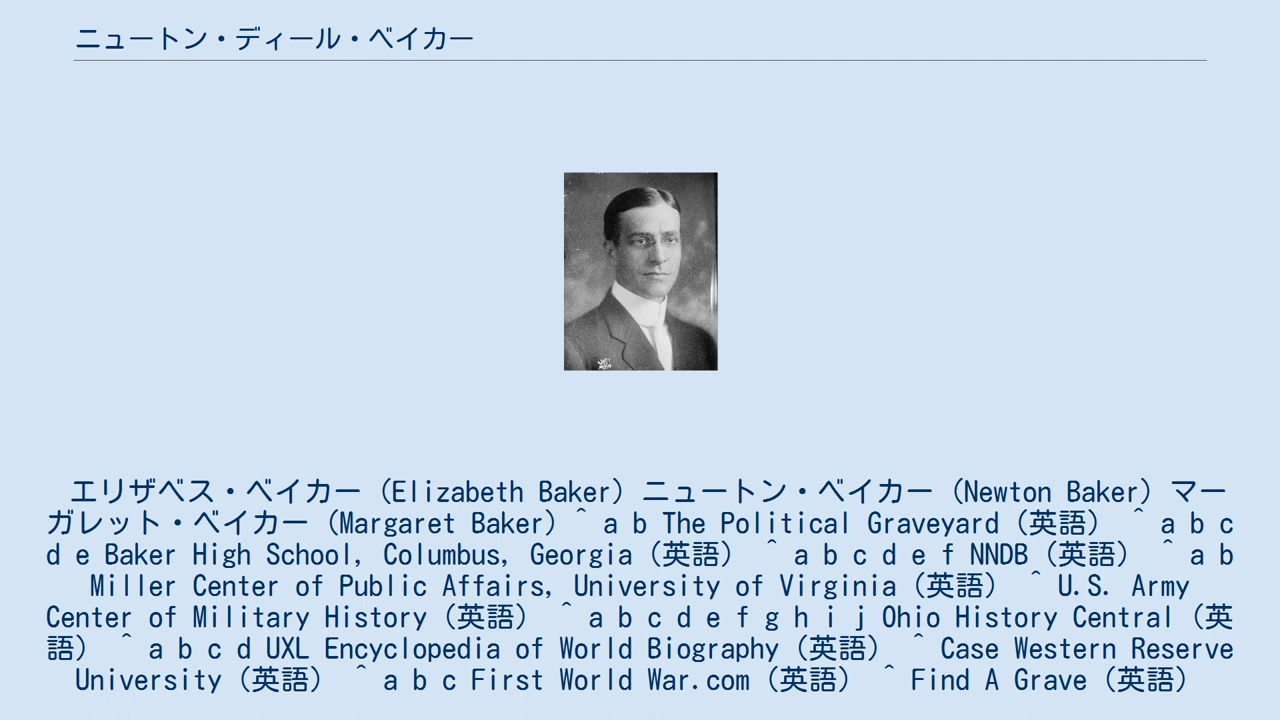 ニュートン・ディール・ベイカー
エリザベス・ベイカー（Elizabeth Baker）ニュートン・ベイカー（Newton Baker）マー
ガレット・ベイカー（Margaret Baker）^ a b The Political Graveyard（英語） ^ a b c
d e Baker High School, Columbus, Georgia（英語） ^ a b c d e f NNDB（英語） ^ a b
Miller Center of Public Affairs, University of Virginia（英語） ^ U.S. Army
Center of Military History（英語） ^ a b c d e f g h i j Ohio History Central（英
語） ^ a b c d UXL Encyclopedia of World Biography（英語） ^ Case Western Reserve
University（英語） ^ a b c First World War.com（英語） ^ Find A Grave（英語）